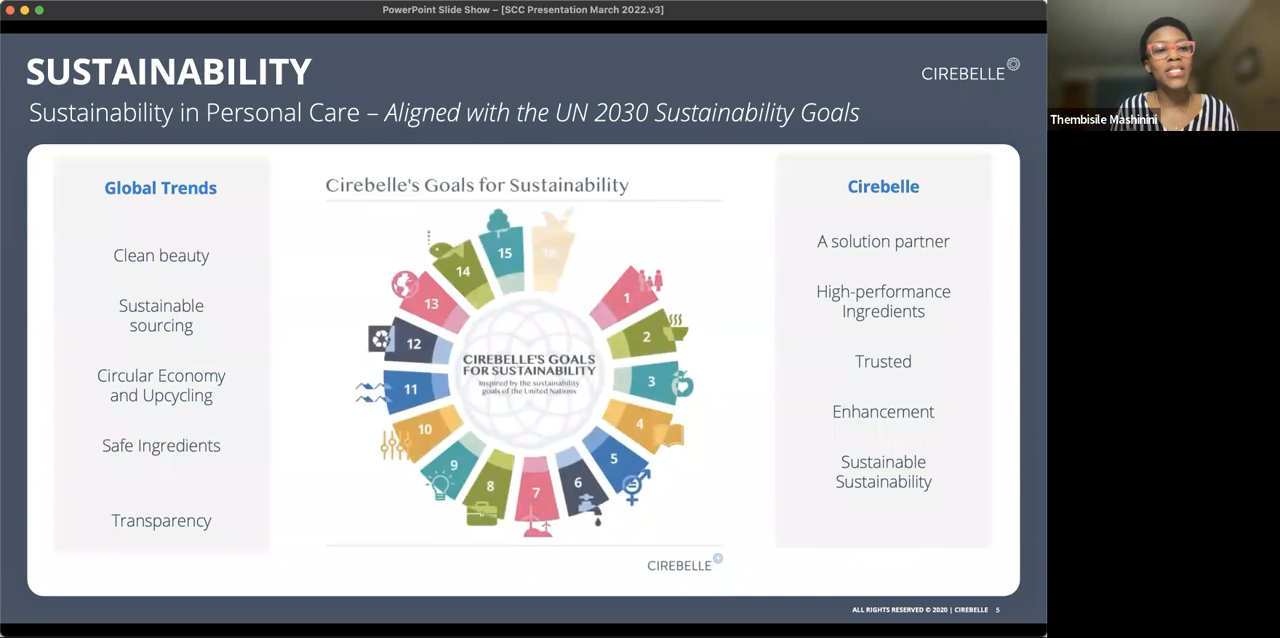 PowerPoint Slide Show – [SCC Presentation March 2022.v3]
SUSTAINABILITY
CIREBELLE
Sustainability in Personal Care – Aligned with the UN 2030 Sustainability Goals
Thembisile Mashinini
Global Trends
Clean beauty
Sustainable
sourcing
Circular Economy
and Upcycling
Safe Ingredients
Transparency
Cirebelle's Goals for Sustainability
1
2
3
4
5
6
7
8
9
10
11
12
13
14
15
16
CIREBELLE'S GOALS
FOR SUSTAINABILITY
Inspired by the sustainability
goals of the United Nations
CIREBELLE
Cirebelle
A solution partner
High-performance
Ingredients
Trusted
Enhancement
Sustainable
Sustainability
ALL RIGHTS RESERVED © 2020 | CIREBELLE 5